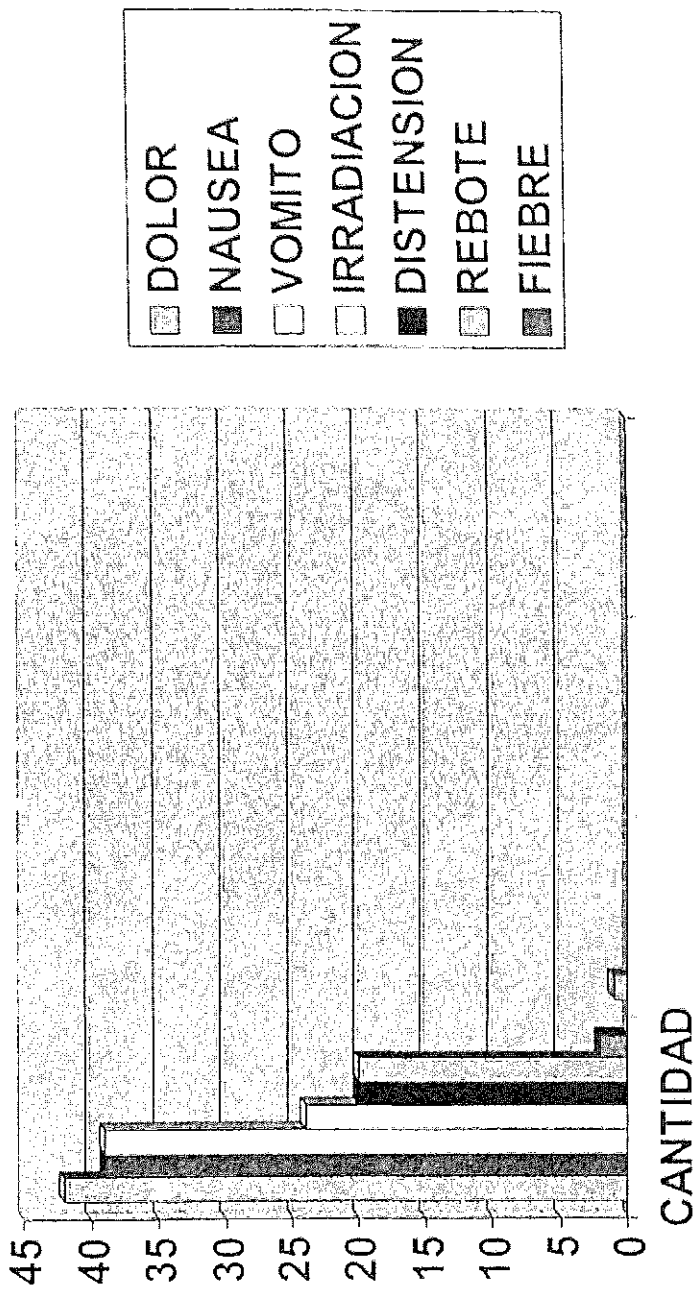 45
40
35
30
25
20
15
10
5
0
CANTIDAD
DOLOR
NAUSEA
VOMITO
IRRADIACION
DISTENSION
REBOTE
FIEBRE